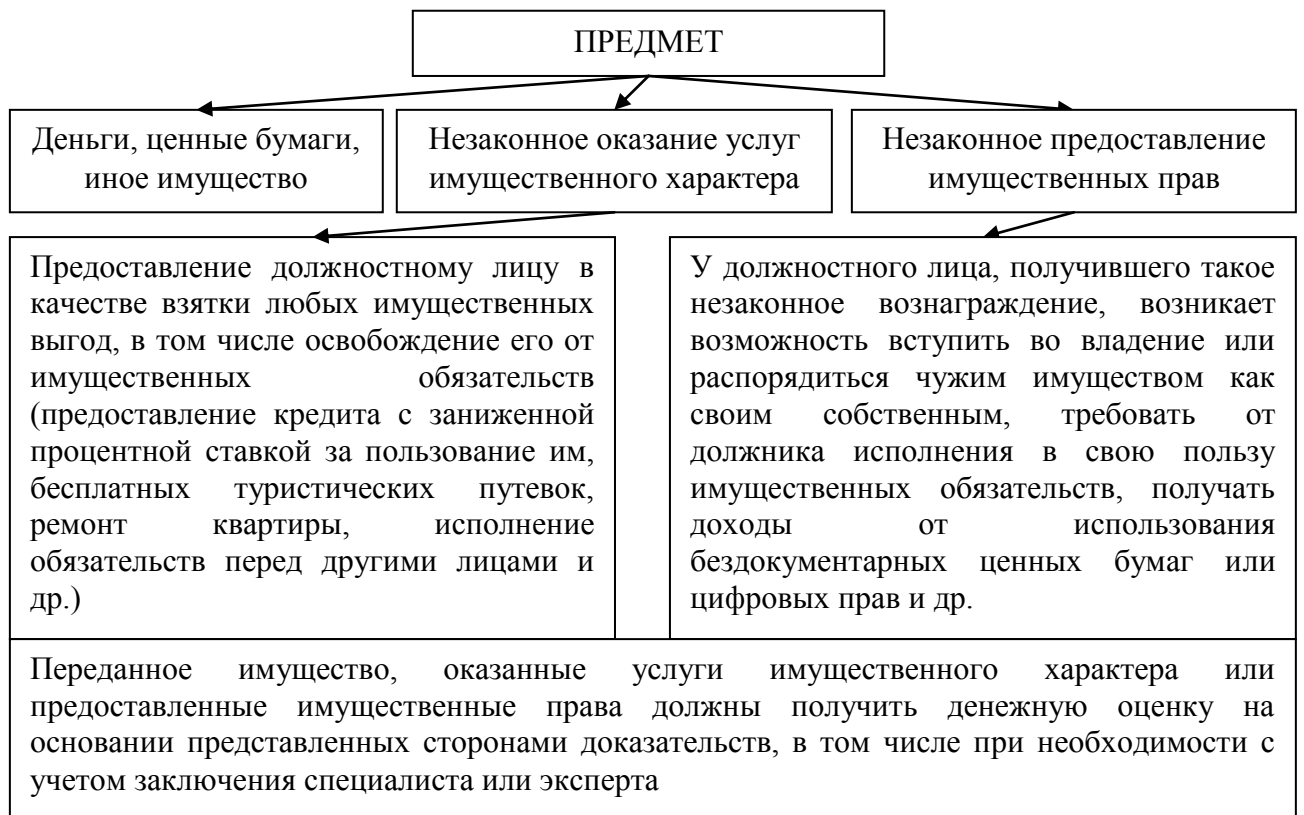 ПРЕДМЕТ
Деньги, ценные бумаги,
иное имущество
Незаконное оказание услуг
имущественного характера
Незаконное предоставление
имущественных прав
Предоставление должностному лицу в
качестве взятки любых имущественных
выгод, в том числе освобождение его от
имущественных обязательств
(предоставление кредита с заниженной
процентной ставкой за пользование им,
бесплатных туристических путевок,
ремонт квартиры, исполнение
обязательств перед другими лицами и
др.)
У должностного лица, получившего такое
незаконное вознаграждение, возникает
возможность вступить во владение или
распорядиться чужим имуществом как
своим собственным, требовать от
должника исполнения в свою пользу
имущественных обязательств, получать
доходы от использования
бездокументарных ценных бумаг или
цифровых прав и др.
Переданное имущество, оказанные услуги имущественного характера или
предоставленные имущественные права должны получить денежную оценку на
основании представленных сторонами доказательств, в том числе при необходимости с
учетом заключения специалиста или эксперта